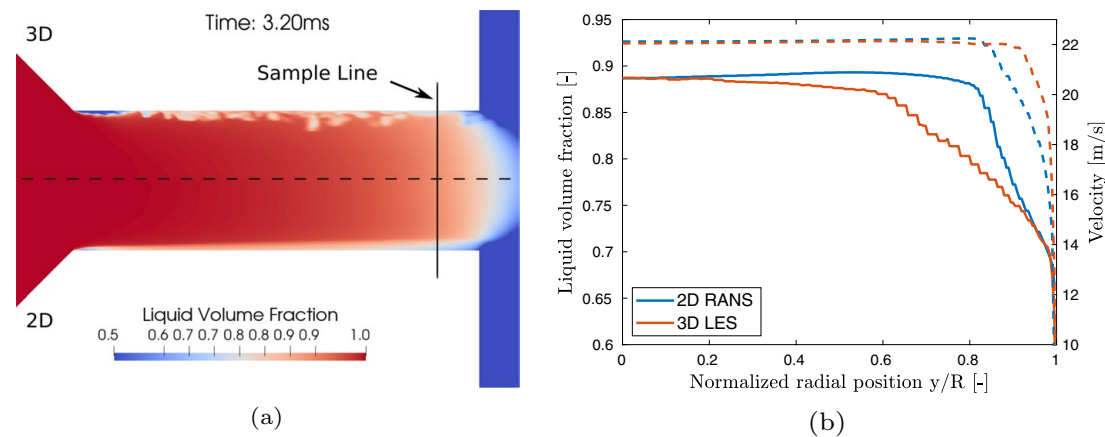 Time: 3.20ms
3D
Sample Line
2D
Liquid Volume Fraction
0.5 0.6 0.7 0.8 0.8 0.9 1.0
(a)
0.95
0.9
0.85
0.8
0.75
0.7
0.65
0.6
Liquid volume fraction [-]
22
20
18
16
14
12
10
Velocity [m/s]
2D RANS
3D LES
0 0.2 0.4 0.6 0.8 1
Normalized radial position y/R [-]
(b)